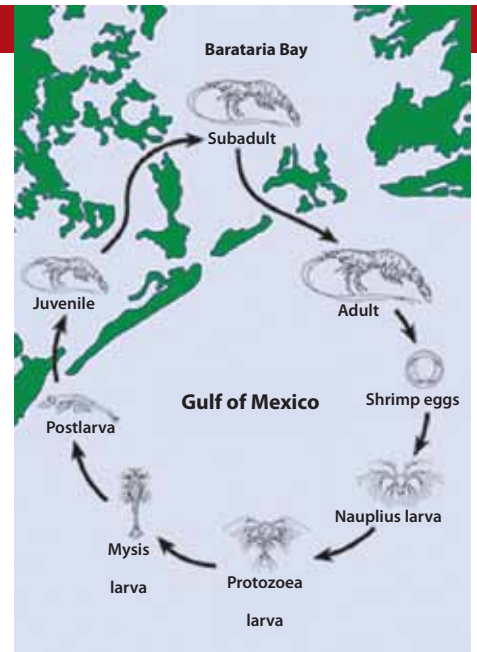 Barataria Bay
Subadult
Juvenile
Adult
Gulf of Mexico
Shrimp eggs
Postlarva
Nauplius larva
Mysis
larva
Protozoea
larva